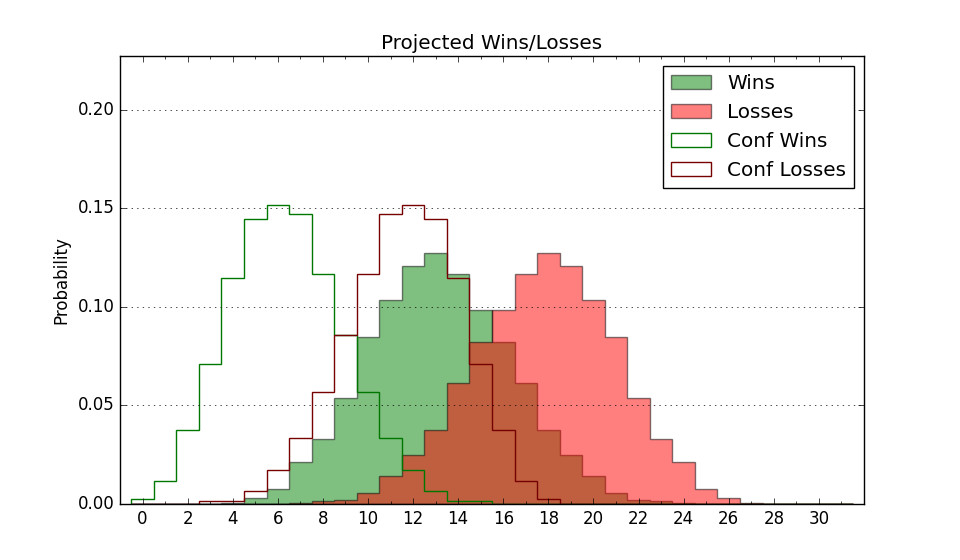 Projected Wins/Losses
Wins
Losses
Conf Wins
Conf Losses
Probability
0.20
0.15
0.10
0.05
0.00
0 2 4 6 8 10 12 14 16 18 20 22 24 26 28 30